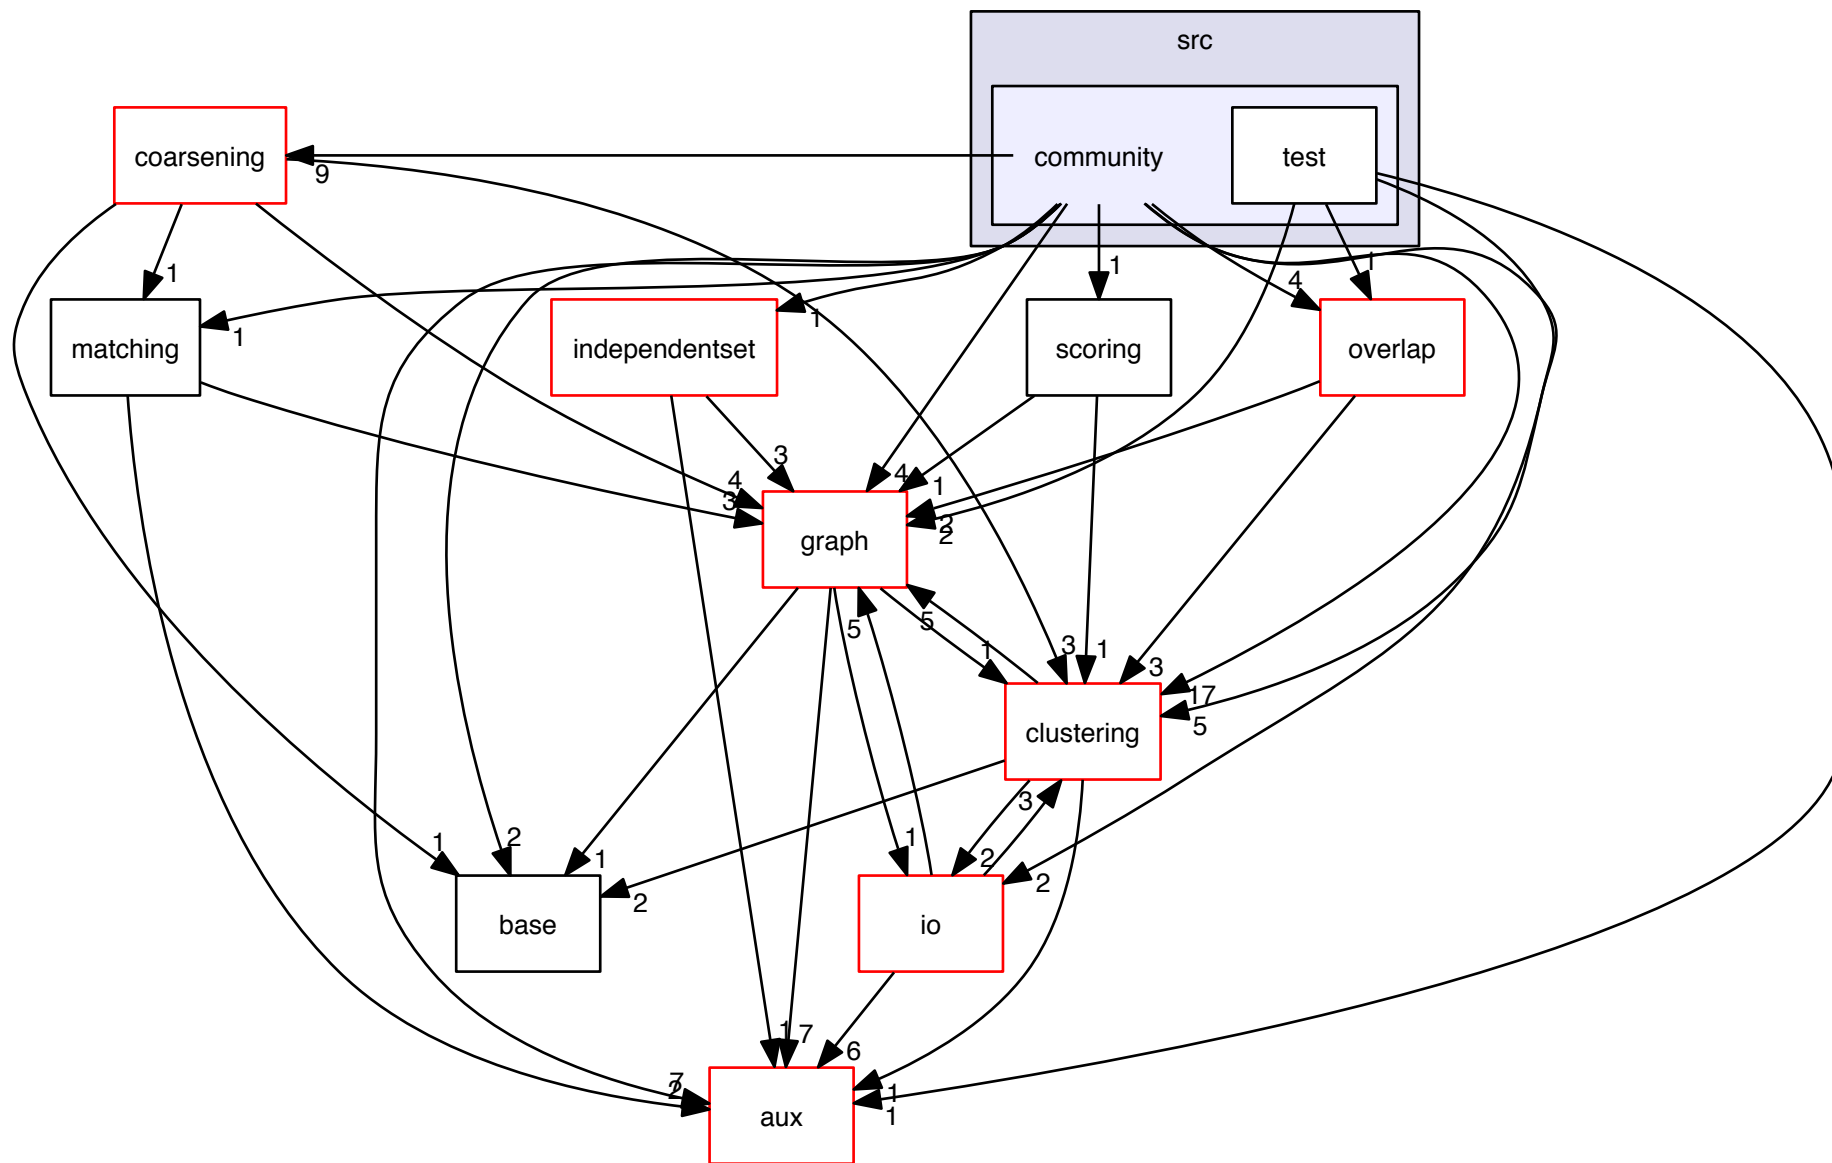 src
coarsening
community
test
9
1
1
1
4
1
1
matching
independentset
scoring
overlap
3
4
4
1
3
2
2
graph
5
5
1
3
1
3
17
5
clustering
3
1
2
1
1
2
2
2
base
io
1
7
6
7
2
1
1
aux